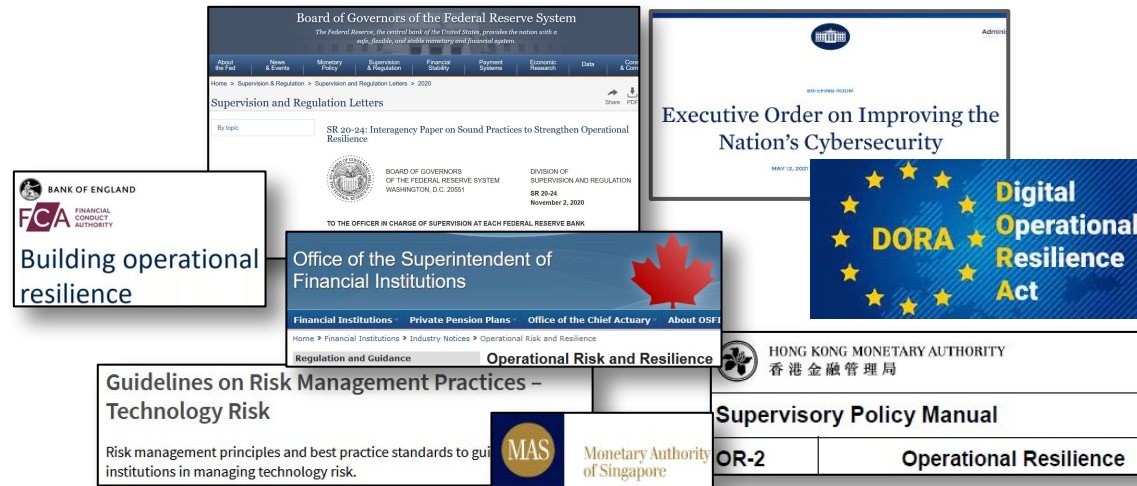 Board of Governors of the Federal Reserve System
The Federal Reserve, the central bank of the United States, provides the nation with a
safe, flexible, and stable monetary and financial system.
About
the Fed
News
& Events
Monetary
Policy
Supervision
& Regulation
Financial
Stability
Payment
Systems
Economic
Research
Data
Home > Supervision & Regulation > Supervision and Regulation Letters > 2020
Supervision and Regulation Letters
Share PDF
By topic
SR 20-24: Interagency Paper on Sound Practices to Strengthen Operational
Resilience
BOARD OF GOVERNORS
OF THE FEDERAL RESERVE SYSTEM
WASHINGTON, D.C. 20551
DIVISION OF
SUPERVISION AND REGULATION
SR 20-24
November 2, 2020
TO THE OFFICER IN CHARGE OF SUPERVISION AT EACH FEDERAL RESERVE BANK
BRIEFING ROOM
Executive Order on Improving the
Nation's Cybersecurity
MAY 12, 2021
DORA
Digital
Operational
Resilience
Act
BANK OF ENGLAND
FCA FINANCIAL
CONDUCT
AUTHORITY
Building operational
resilience
Office of the Superintendent of
Financial Institutions
Financial Institutions Private Pension Plans Office of the Chief Actuary About OSFI
Home > Financial Institutions > Industry Notices > Operational Risk and Resilience
Regulation and Guidance
Operational Risk and Resilience
HONG KONG MONETARY AUTHORITY
香港金融管理局
Supervisory Policy Manual
OR-2 Operational Resilience
Guidelines on Risk Management Practices –
Technology Risk
Risk management principles and best practice standards to
institutions in managing technology risk.
MAS
Monetary Authority
of Singapore